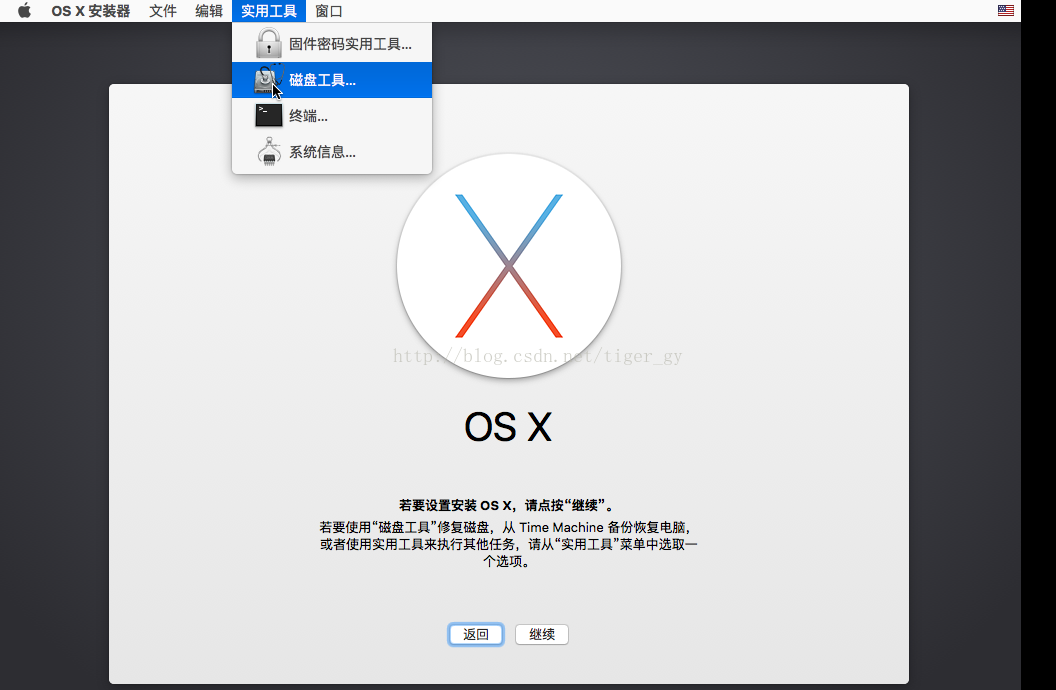 OS X 安装器 文件 编辑 实用工具 窗口
固件密码实用工具...
磁盘工具...
终端...
系统信息...
http://blog.csdn.net/tiger_gy
OS X
若要设置安装 OS X，请点按“继续”。
若要使用“磁盘工具”修复磁盘，从 Time Machine 备份恢复电脑，
或者使用实用工具来执行其他任务，请从“实用工具”菜单中选取一
个选项。
返回 继续